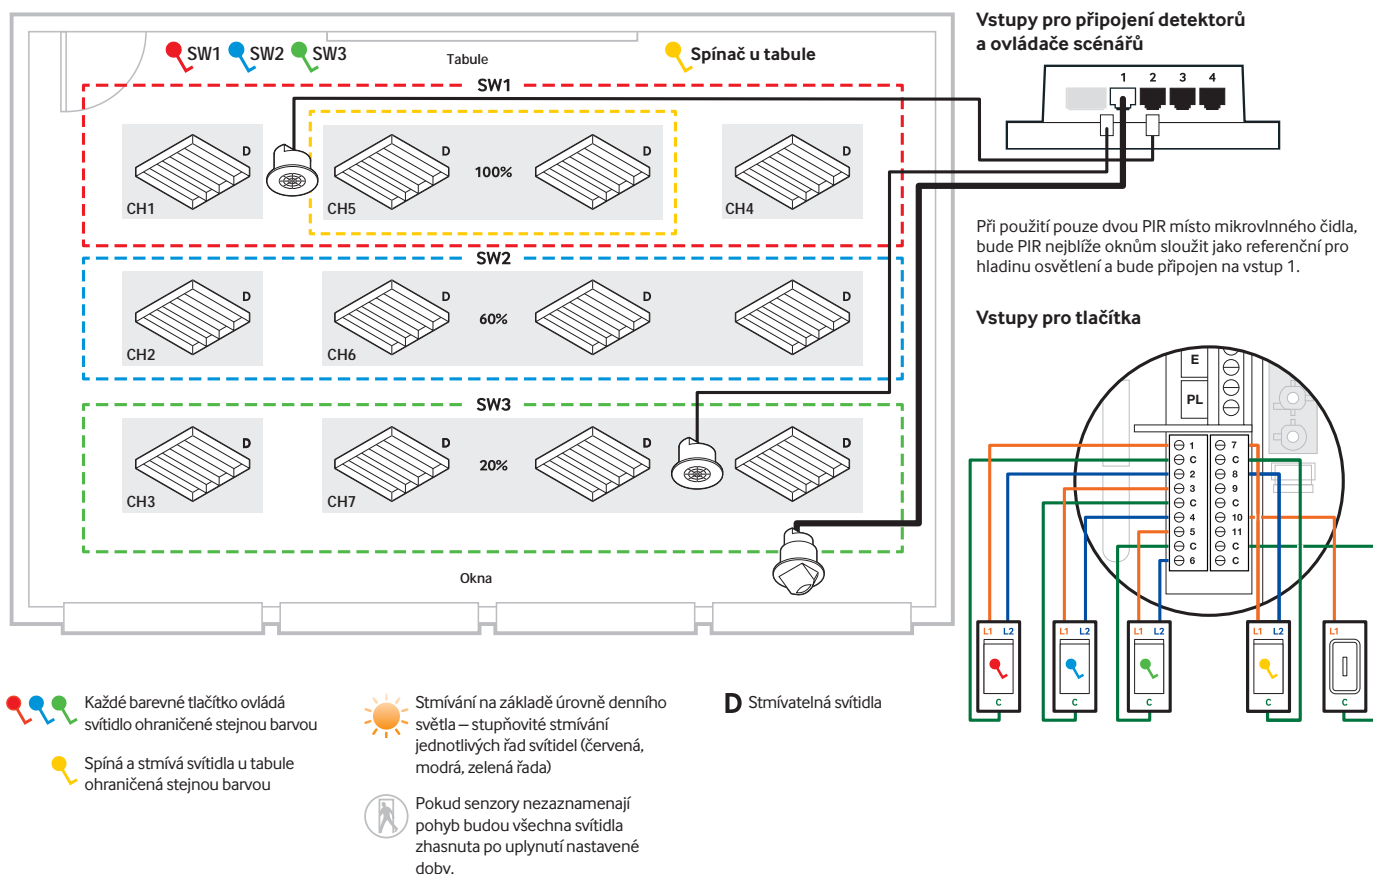 SW1 SW2 SW3
Tabule
Spínač u tabule
SW1
D D D D
100%
CH1 CH5 CH4
SW2
D D D D
60%
CH2 CH6
SW3
D D D D
20%
CH3 CH7
Okna
Vstupy pro připojení detektorů
a ovládače scénářů
1 2 3 4
Při použití pouze dvou PIR místo mikrovlnného čidla,
bude PIR nejblíže oknům sloužit jako referenční pro
hladinu osvětlení a bude připojen na vstup 1.
Vstupy pro tlačítka
E
PL
1 7
C C
2 8
3 9
C C
4 10
5 11
C C
6 C
L1 L2 L1 L2 L1 L2 L1 L2 L1
C C C C C
Každé barevné tlačítko ovládá
svítidlo ohraničené stejnou barvou
Spíná a stmívá svítidla u tabule
ohraničená stejnou barvou
Stmívání na základě úrovně denního
světla – stupňovité stmívání
jednotlivých řad svítidel (červená,
modrá, zelená řada)
Pokud senzory nezaznamenají
pohyb budou všechna svítidla
zhasnuta po uplynutí nastavené
doby.
D Stmívatelná svítidla